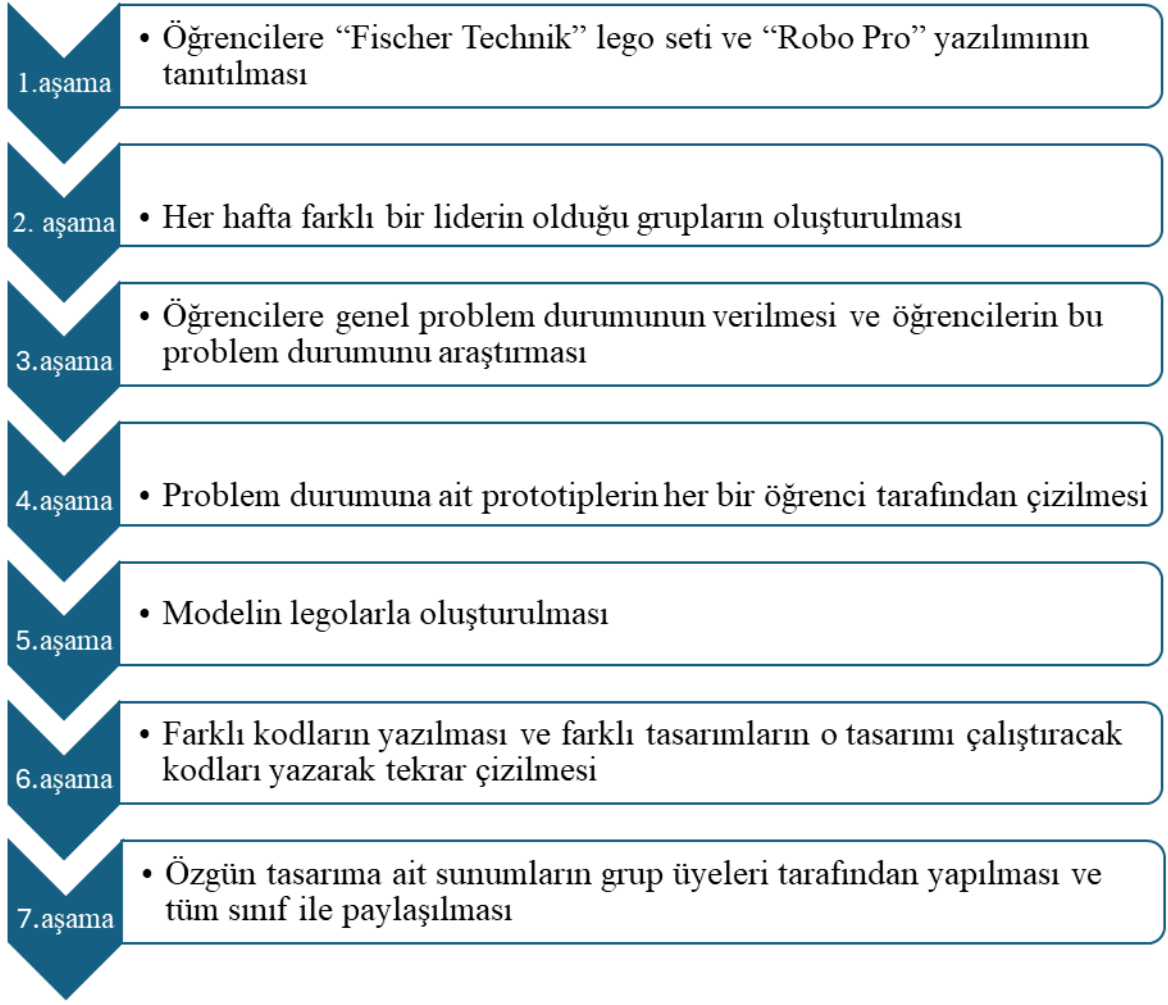 1.aşama
• Öğrencilere “Fischer Technik” lego seti ve “Robo Pro” yazılımının
tanıtılması
2. aşama
• Her hafta farklı bir liderin olduğu grupların oluşturulması
3.aşama
• Öğrencilere genel problem durumunun verilmesi ve öğrencilerin bu
problem durumunu araştırması
4.aşama
• Problem durumuna ait prototiplerin her bir öğrenci tarafından çizilmesi
5.aşama
• Modelin legolarla oluşturulması
6.aşama
• Farklı kodların yazılması ve farklı tasarımların o tasarımı çalıştıracak
kodları yazarak tekrar çizilmesi
7.aşama
• Özgün tasarıma ait sunumların grup üyeleri tarafından yapılması ve
tüm sınıf ile paylaşılması